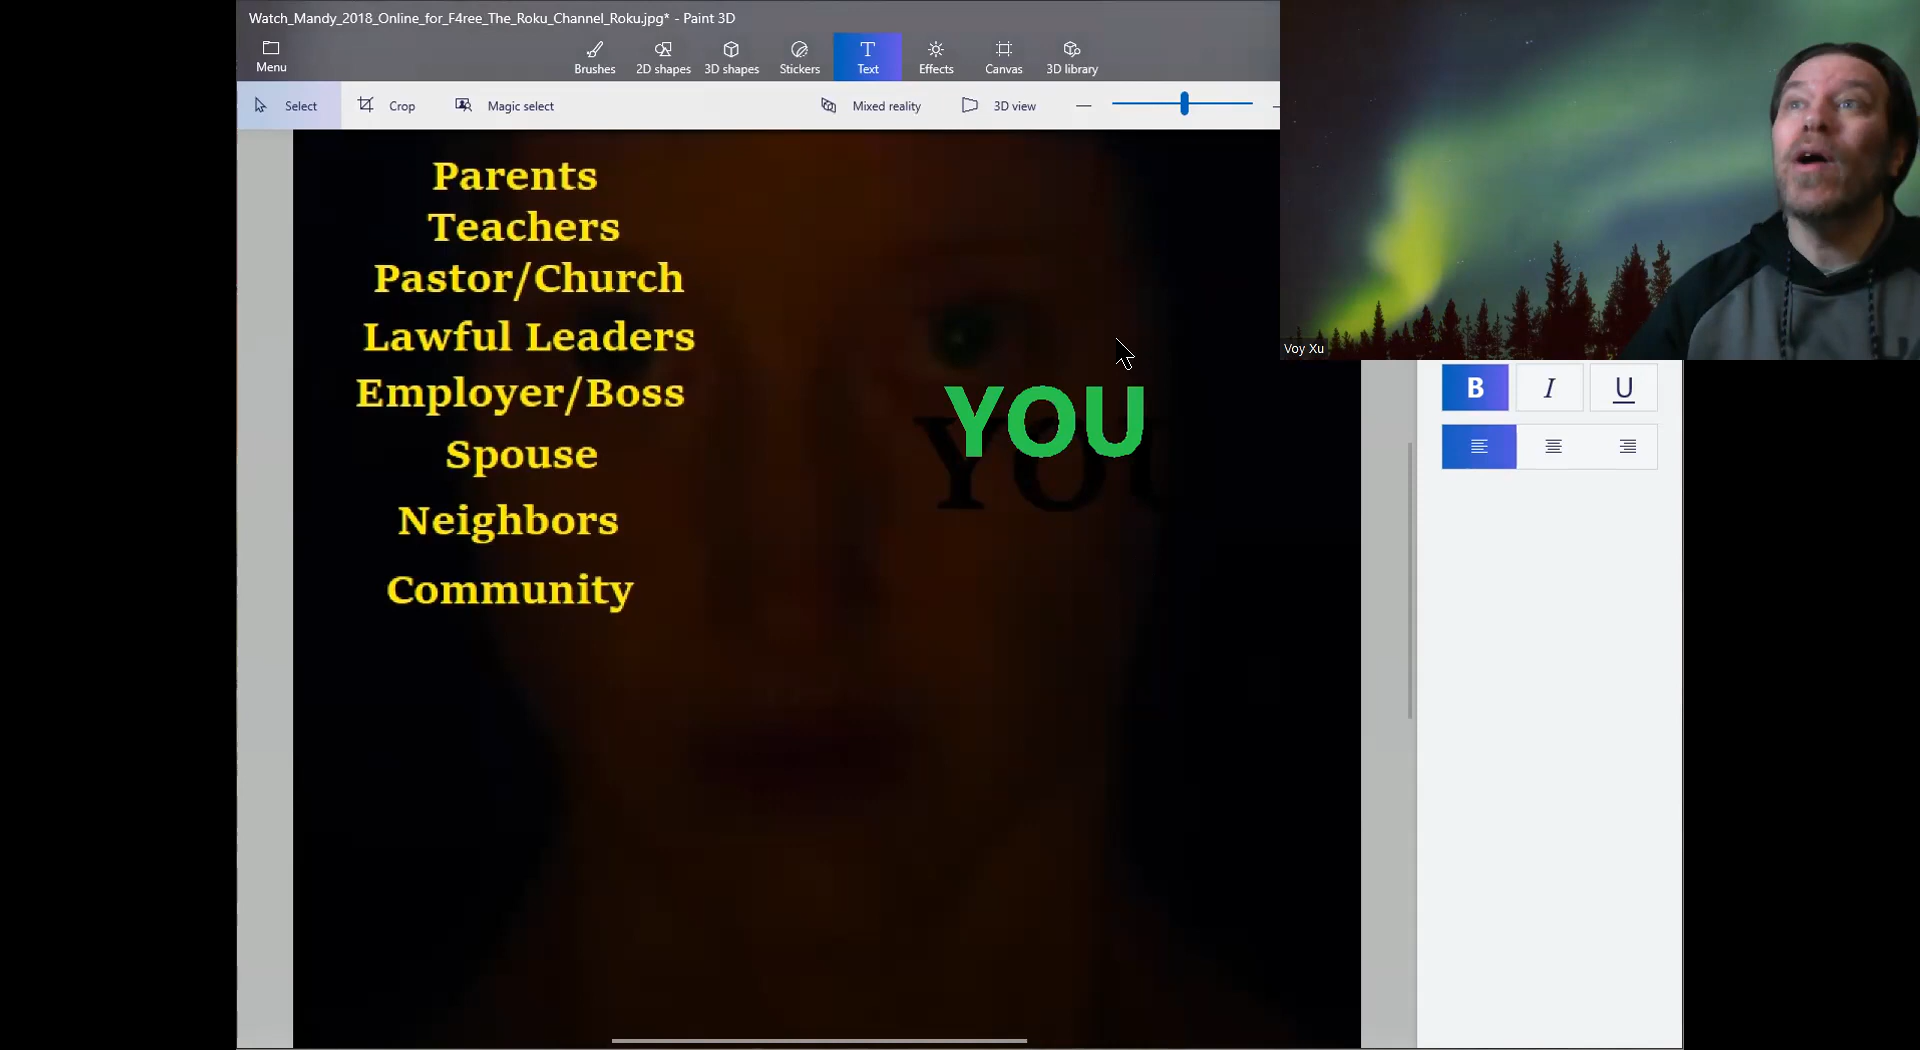 Watch_Mandy_2018_Online_for_F4ree_The_Roku_Channel_Roku.jpg* - Paint 3D
Menu
Brushes
2D shapes
3D shapes
Stickers
Text
Effects
Canvas
3D library
Select
Crop
Magic select
Mixed reality
3D view
Voy Xu
B I U
Parents
Teachers
Pastor/Church
Lawful Leaders
Employer/Boss
Spouse
Neighbors
Community
YOU
YOU